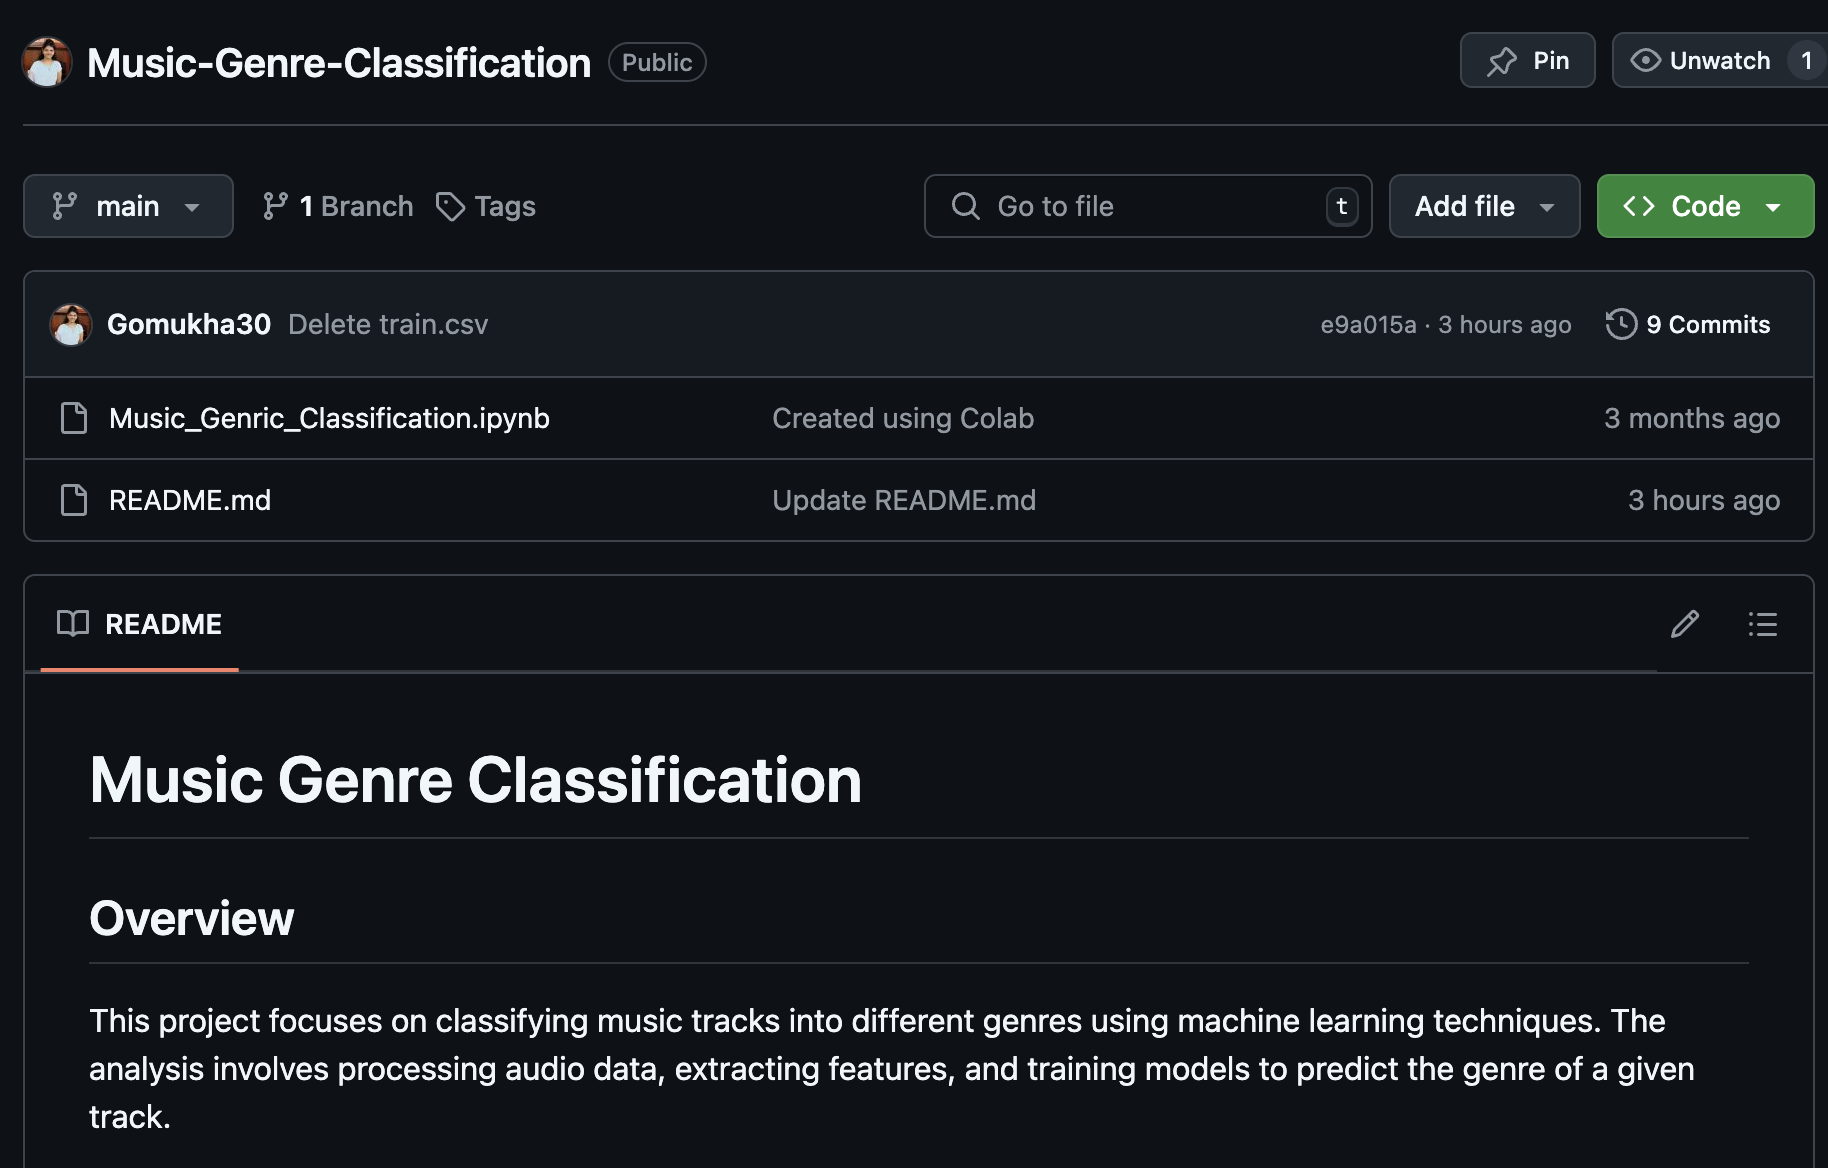 Music-Genre-Classification Public Pin Unwatch 1
main 1 Branch Tags Go to file t Add file <> Code
Gomukha30 Delete train.csv e9a015a · 3 hours ago 9 Commits
Music_Genric_Classification.ipynb Created using Colab 3 months ago
README.md Update README.md 3 hours ago
README
Music Genre Classification
Overview
This project focuses on classifying music tracks into different genres using machine learning techniques. The
analysis involves processing audio data, extracting features, and training models to predict the genre of a given
track.